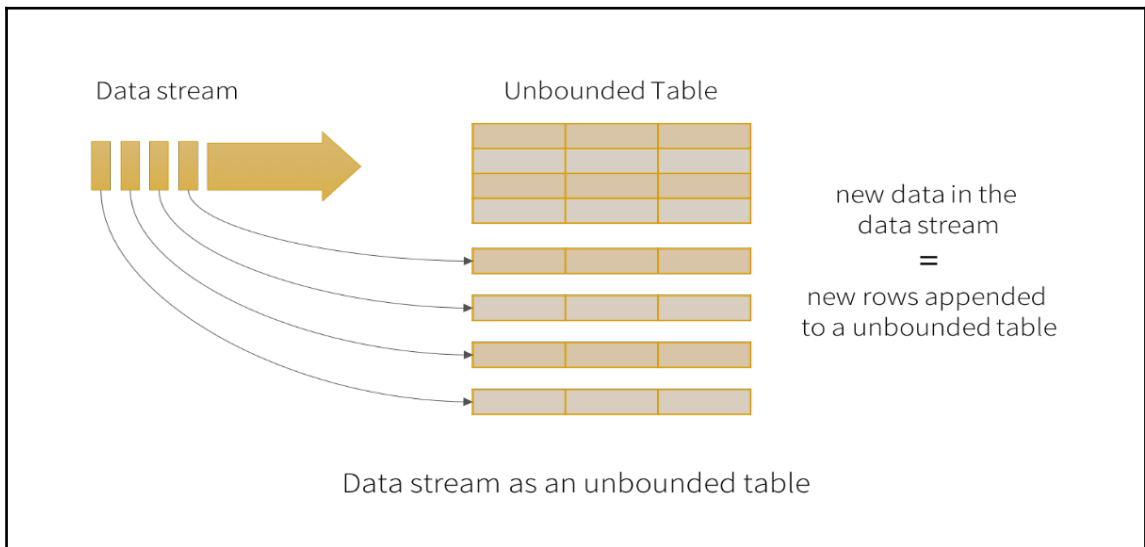 Data stream
Unbounded Table
new data in the
data stream
=
new rows appended
to a unbounded table
Data stream as an unbounded table